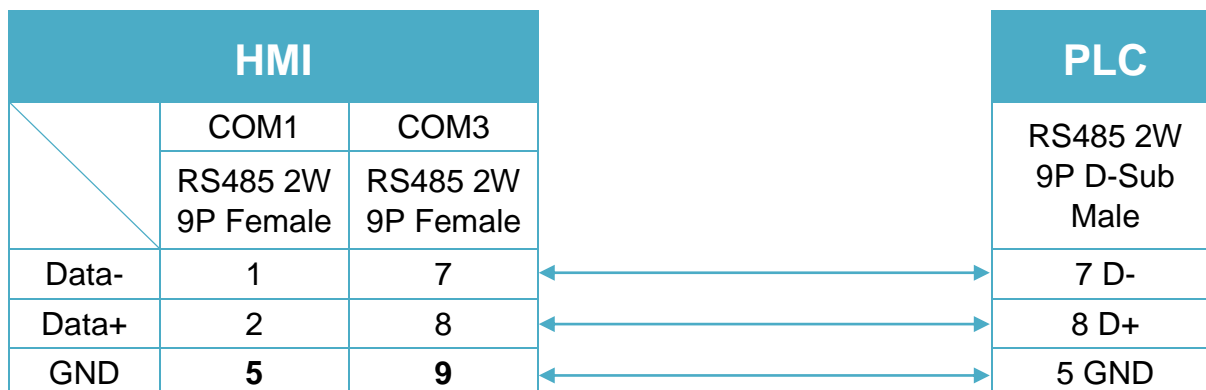 HMI PLC
COM1 COM3 RS485 2W
9P D-Sub
Male
RS485 2W RS485 2W
9P Female 9P Female
Data- 1 7 7 D-
Data+ 2 8 8 D+
GND 5 9 5 GND